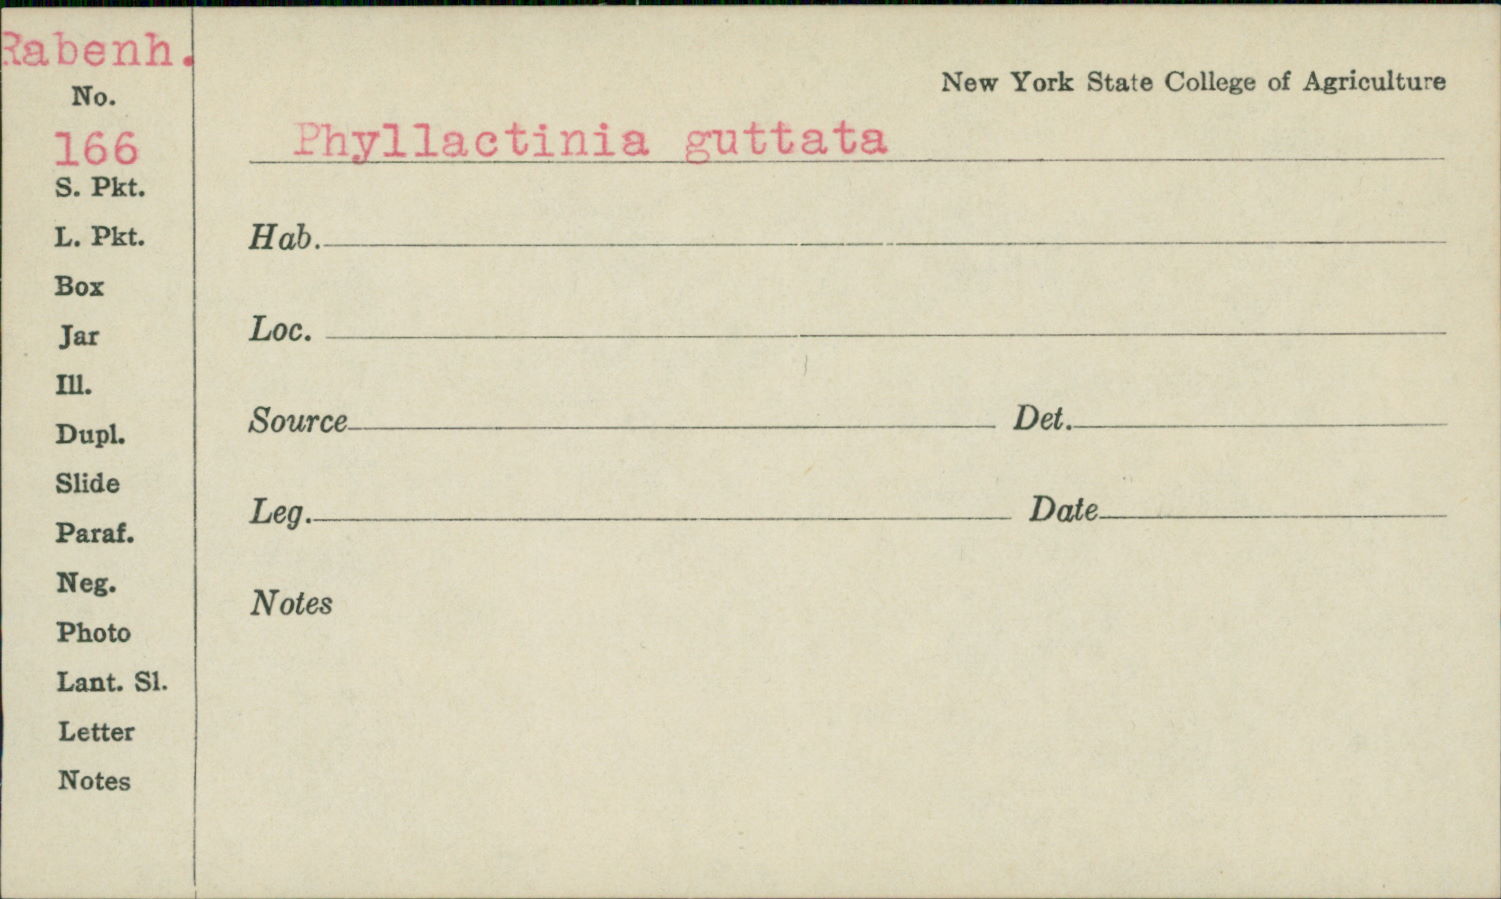 Rabenh.
No.
166
S. Pkt.
L. Pkt.
Box
Jar
Ill.
Dupl.
Slide
Paraf.
Neg.
Photo
Lant. Sl.
Letter
Notes
New York State College of Agriculture
Phyllactinia guttata
Hab.
Loc.
Source Det.
Leg. Date
Notes